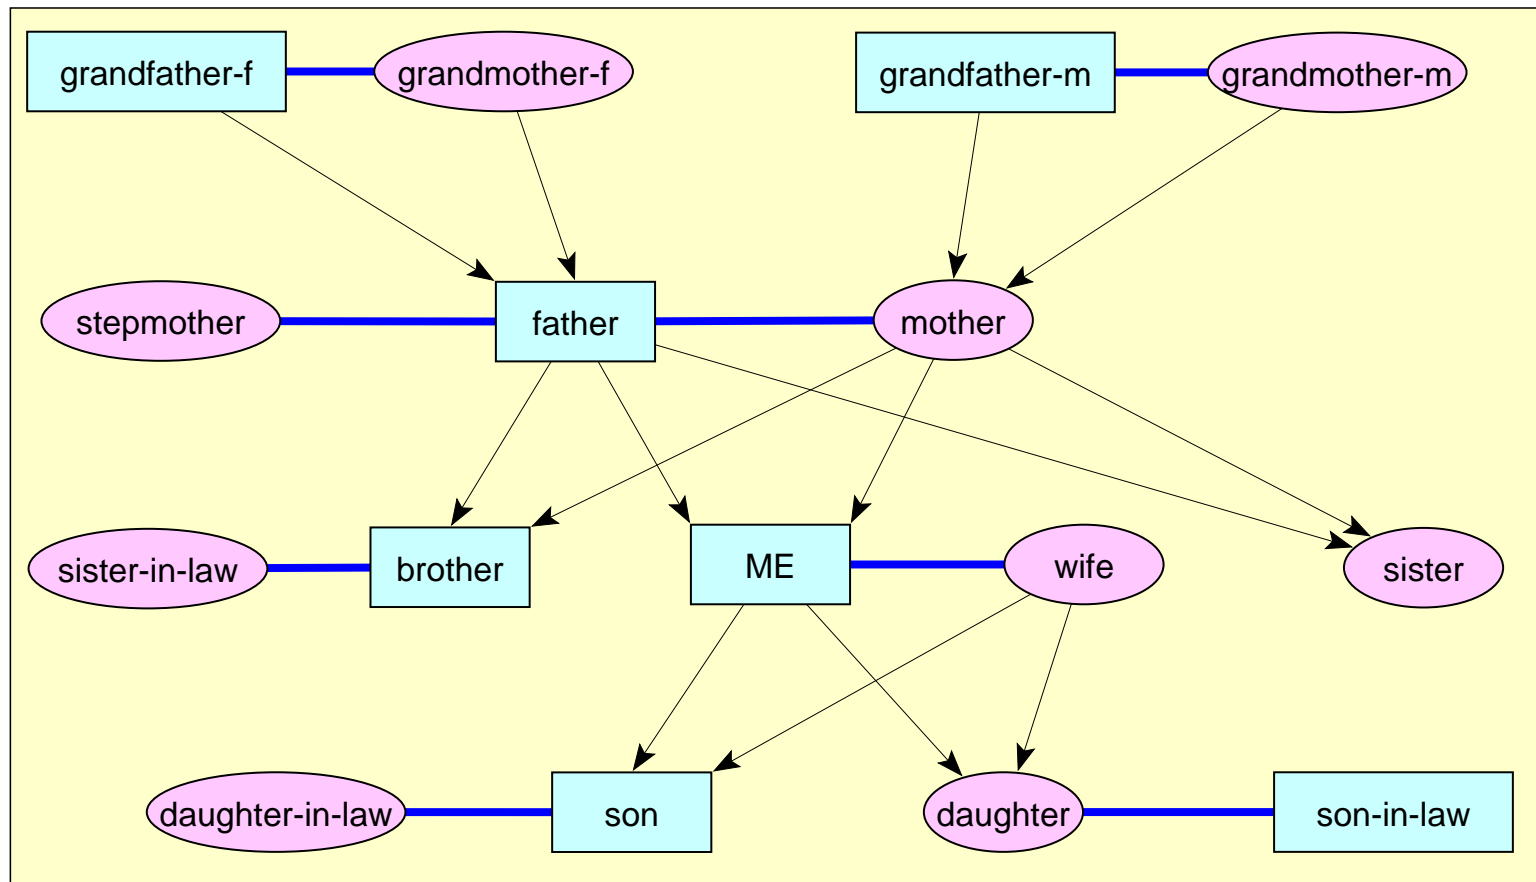 grandfather-f
grandmother-f
grandfather-m
grandmother-m
stepmother
father
mother
sister-in-law
brother
ME
wife
sister
daughter-in-law
son
daughter
son-in-law